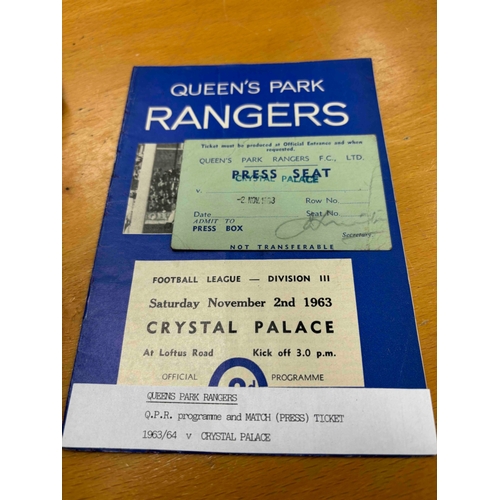 QUEEN'S PARK
RANGERS
Ticket must be produced at Official Entrance and when
requested.
QUEEN'S PARK RANGERS F.C., LTD.
PRESS SEAT
CRYSTAL PALACE
v.
-2 NOV 1963
Row No.
Date
Seat No.
ADMIT TO
PRESS BOX
Secretary
NOT TRANSFERABLE
FOOTBALL LEAGUE — DIVISION III
Saturday November 2nd 1963
CRYSTAL PALACE
At Loftus Road Kick off 3.0 p.m.
OFFICIAL PROGRAMME
QUEENS PARK RANGERS
Q.P.R. programme and MATCH (PRESS) TICKET
1963/64 v CRYSTAL PALACE